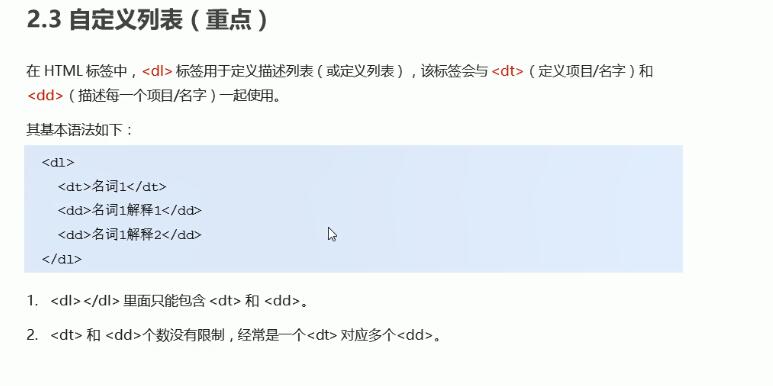 2.3 自定义列表（重点）
在 HTML 标签中，<dl> 标签用于定义描述列表（或定义列表），该标签会与 <dt>（定义项目/名字）和
<dd>（描述每一个项目/名字）一起使用。
其基本语法如下：
<dl>
<dt>名词1</dt>
<dd>名词1解释1</dd>
<dd>名词1解释2</dd>
</dl>
1. <dl></dl> 里面只能包含 <dt> 和 <dd>。
2. <dt> 和 <dd>个数没有限制，经常是一个<dt> 对应多个<dd>。